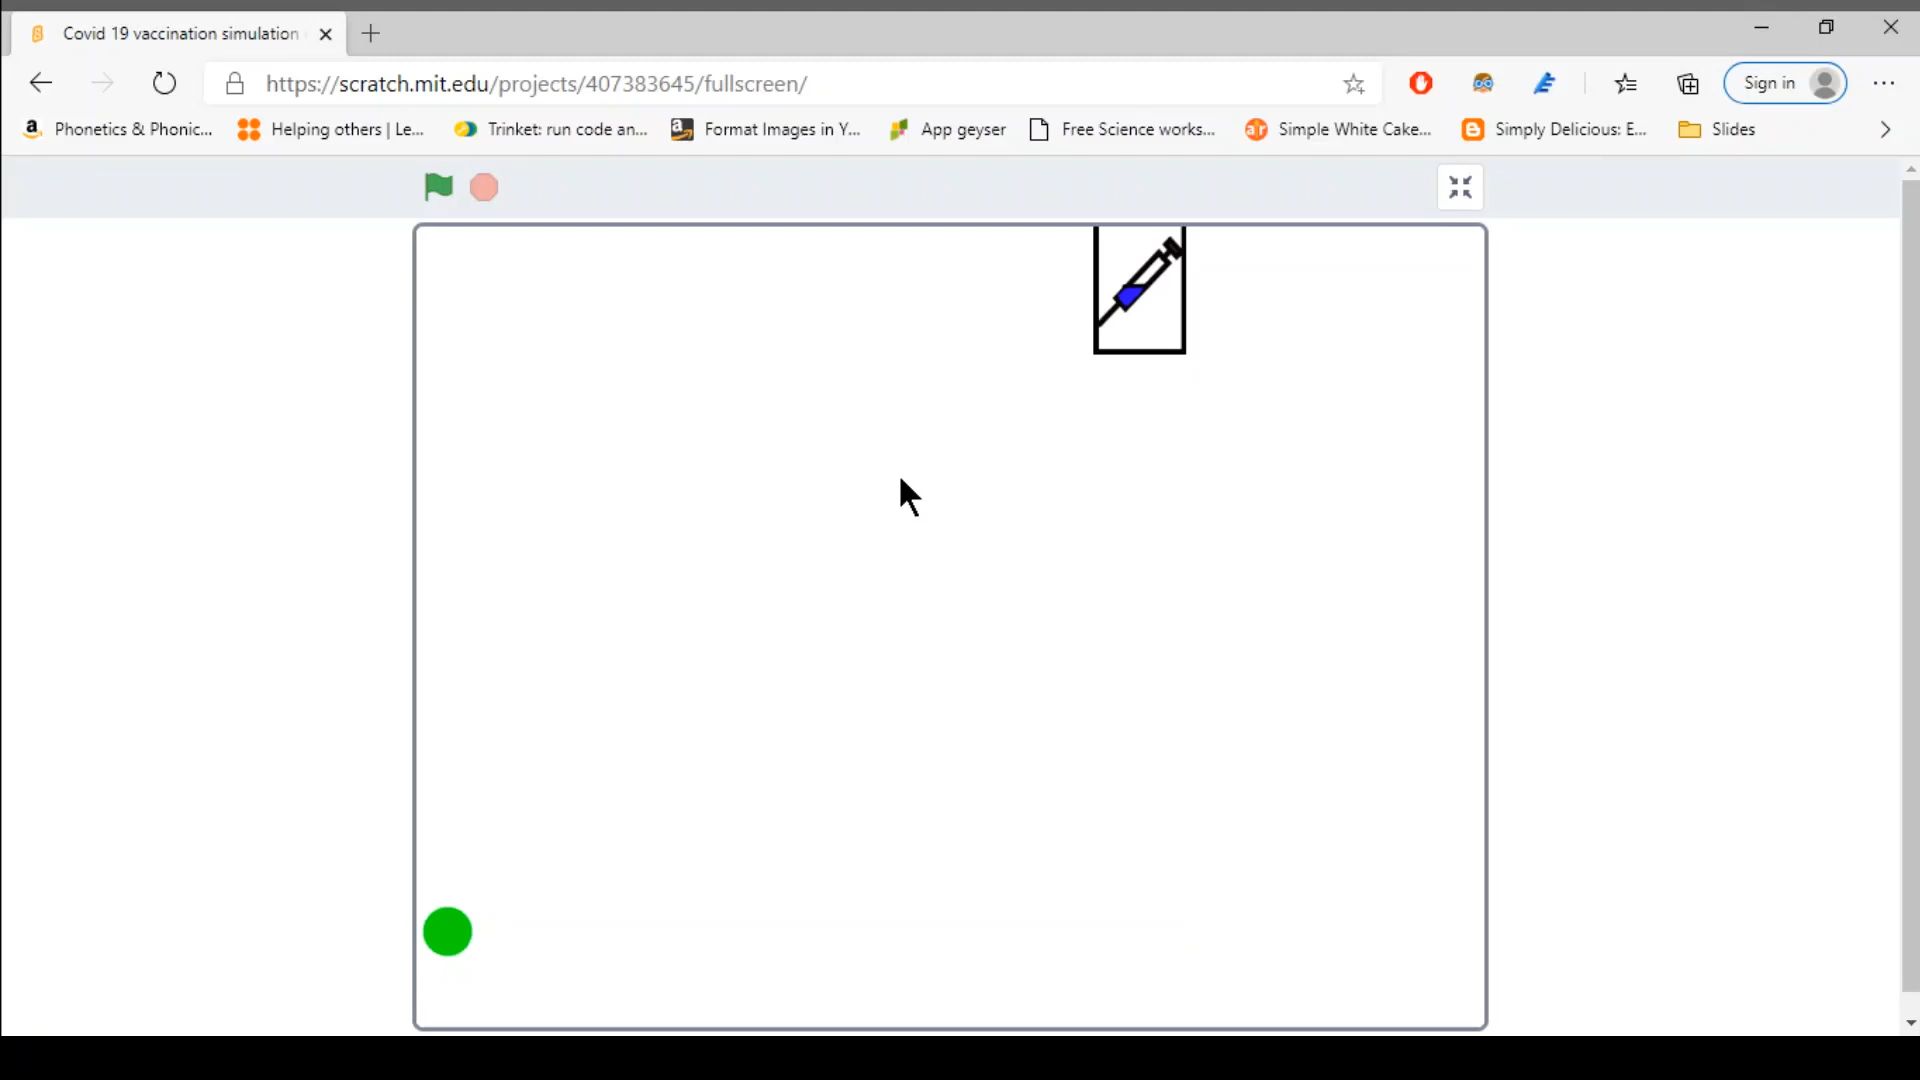 Covid 19 vaccination simulation
https://scratch.mit.edu/projects/407383645/fullscreen/
Sign in
Phonetics & Phonic... Helping others | Le... Trinket: run code an... Format Images in Y... App geyser Free Science works... Simple White Cake... Simply Delicious: E... Slides